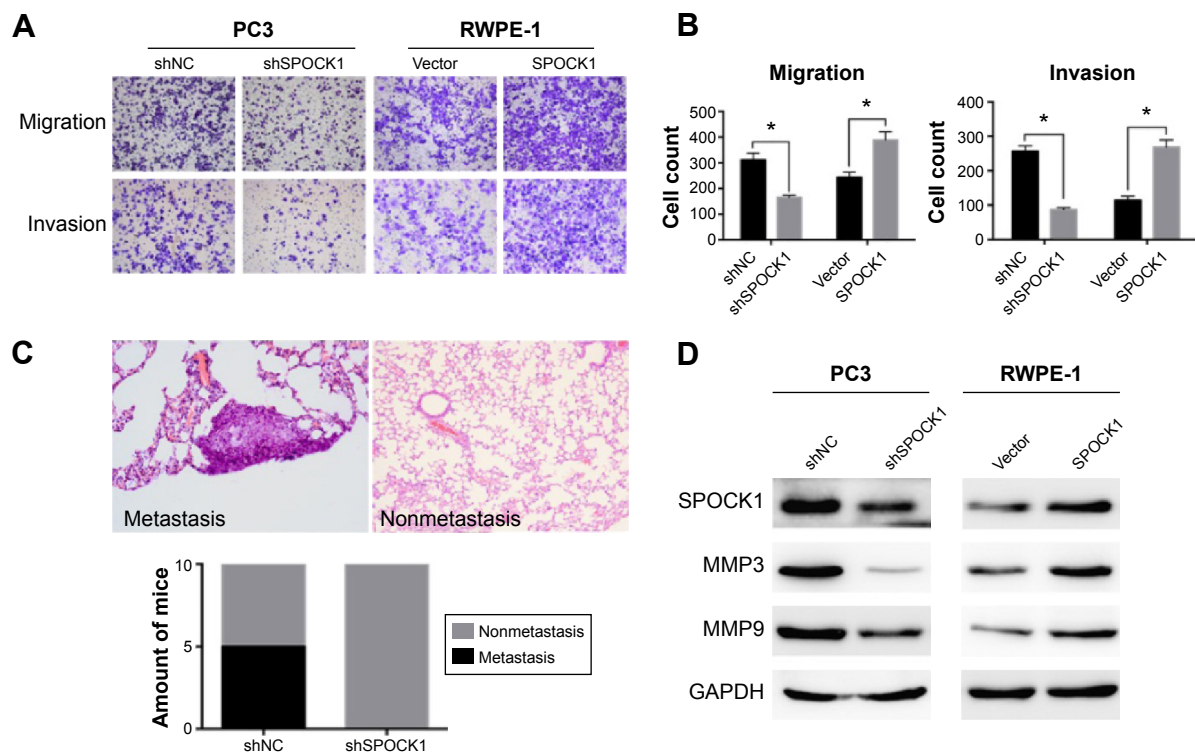 A
PC3
RWPE-1
shNC
shSPOCK1
Vector
SPOCK1
Migration
Invasion
B
Migration
Cell count
500
400
300
200
100
0
*
*
shNC
shSPOCK1
Vector
SPOCK1
Invasion
Cell count
400
300
200
100
0
*
*
shNC
shSPOCK1
Vector
SPOCK1
C
Metastasis
Nonmetastasis
Amount of mice
10
5
0
shNC
shSPOCK1
Nonmetastasis
Metastasis
D
PC3
RWPE-1
shNC
shSPOCK1
Vector
SPOCK1
SPOCK1
MMP3
MMP9
GAPDH